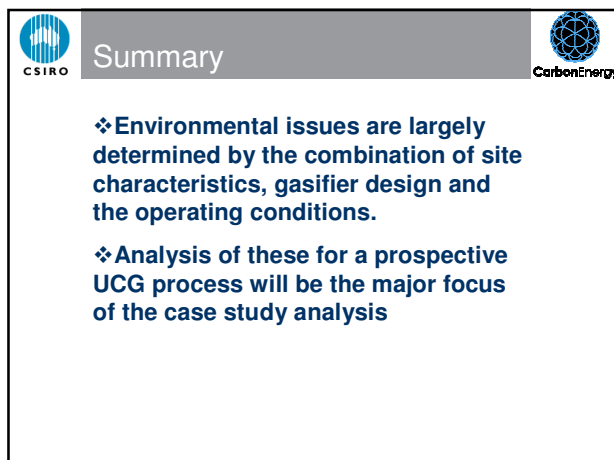 CSIRO
Summary
CarbonEnergy
❖Environmental issues are largely
determined by the combination of site
characteristics, gasifier design and
the operating conditions.
❖Analysis of these for a prospective
UCG process will be the major focus
of the case study analysis